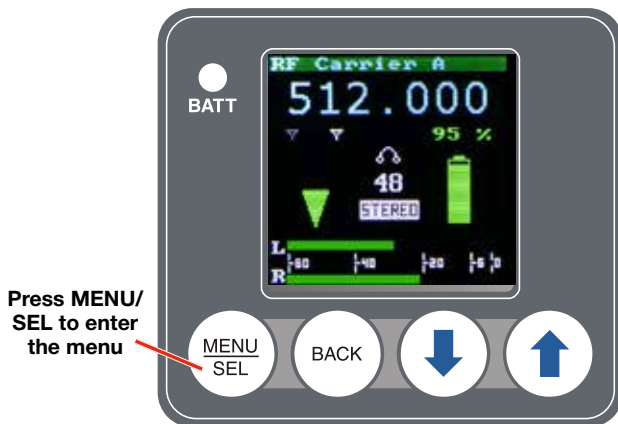 RF Carrier A
BATT
512.000
95 %
48
STEREO
L
-60 -40 -20 -6 0
R
Press MENU/
SEL to enter
the menu
MENU
SEL
BACK